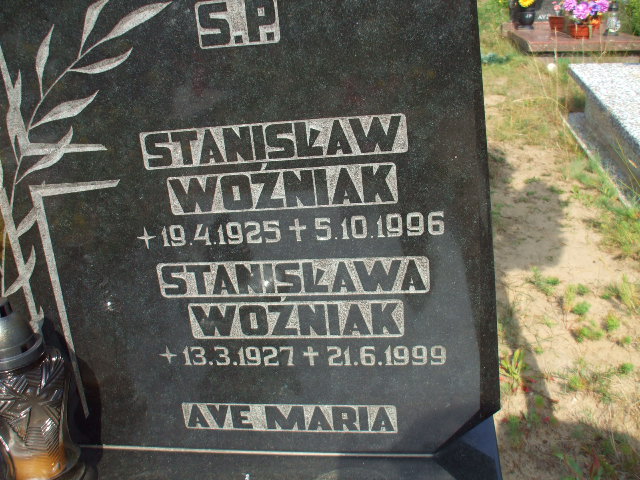 Ś.P.
STANISŁAW
WOŹNIAK
19.4.1925 + 5.10.1996
STANISŁAWA
WOŹNIAK
13.3.1927 + 21.6.1999
AVE MARIA